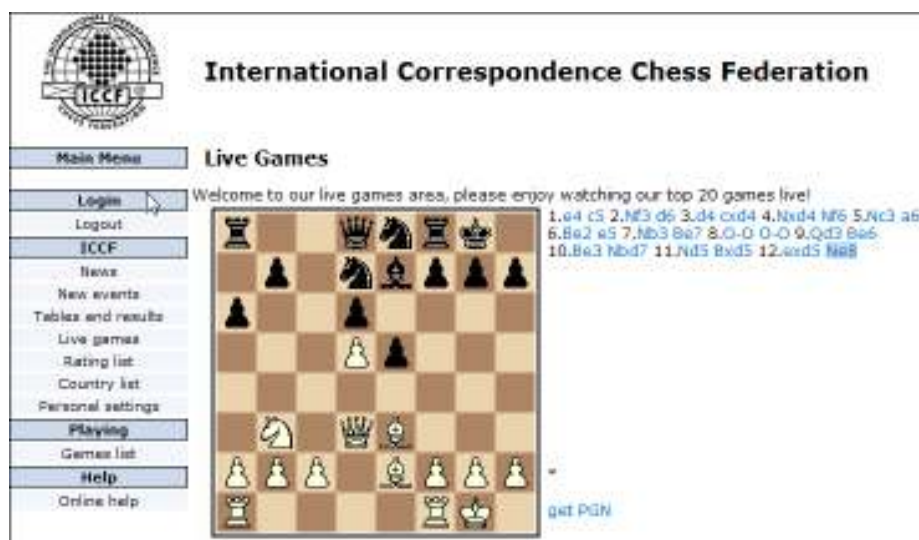 ICCF
International Correspondence Chess Federation
Main Menu
Live Games
Login
Logout
ICCF
News
New events
Tables and results
Live games
Rating list
Country list
Personal settings
Playing
Games list
Help
Online help
Welcome to our live games area, please enjoy watching our top 20 games live!
1.e4 c5 2.Nf3 d6 3.d4 cxd4 4.Nxd4 Nf6 5.Nc3 a6
6.Be2 e5 7.Nb3 Be7 8.O-O O-O 9.Qd3 Be6
10.Be3 Nbd7 11.Nd5 Bxd5 12.exd5 Ne8
get PGN